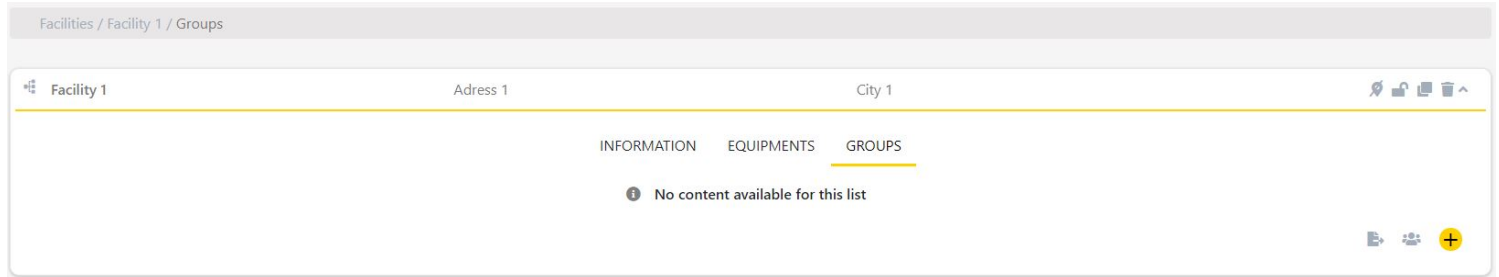 Facilities / Facility 1 / Groups
Facility 1 Adress 1 City 1
INFORMATION EQUIPMENTS GROUPS
No content available for this list